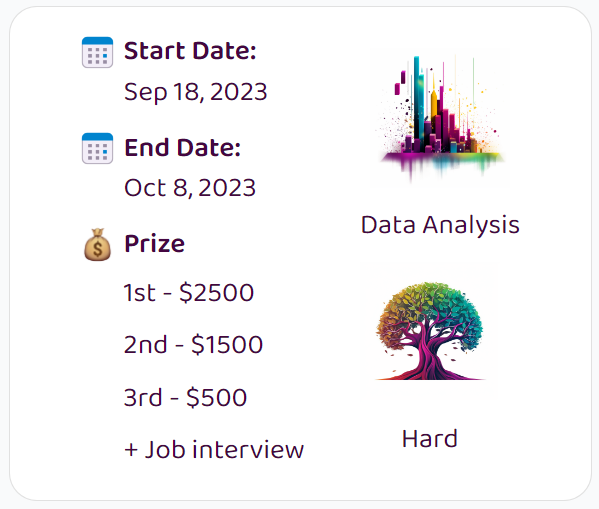 Start Date:
Sep 18, 2023
End Date:
Oct 8, 2023
Prize
1st - $2500
2nd - $1500
3rd - $500
+ Job interview
Data Analysis
Hard